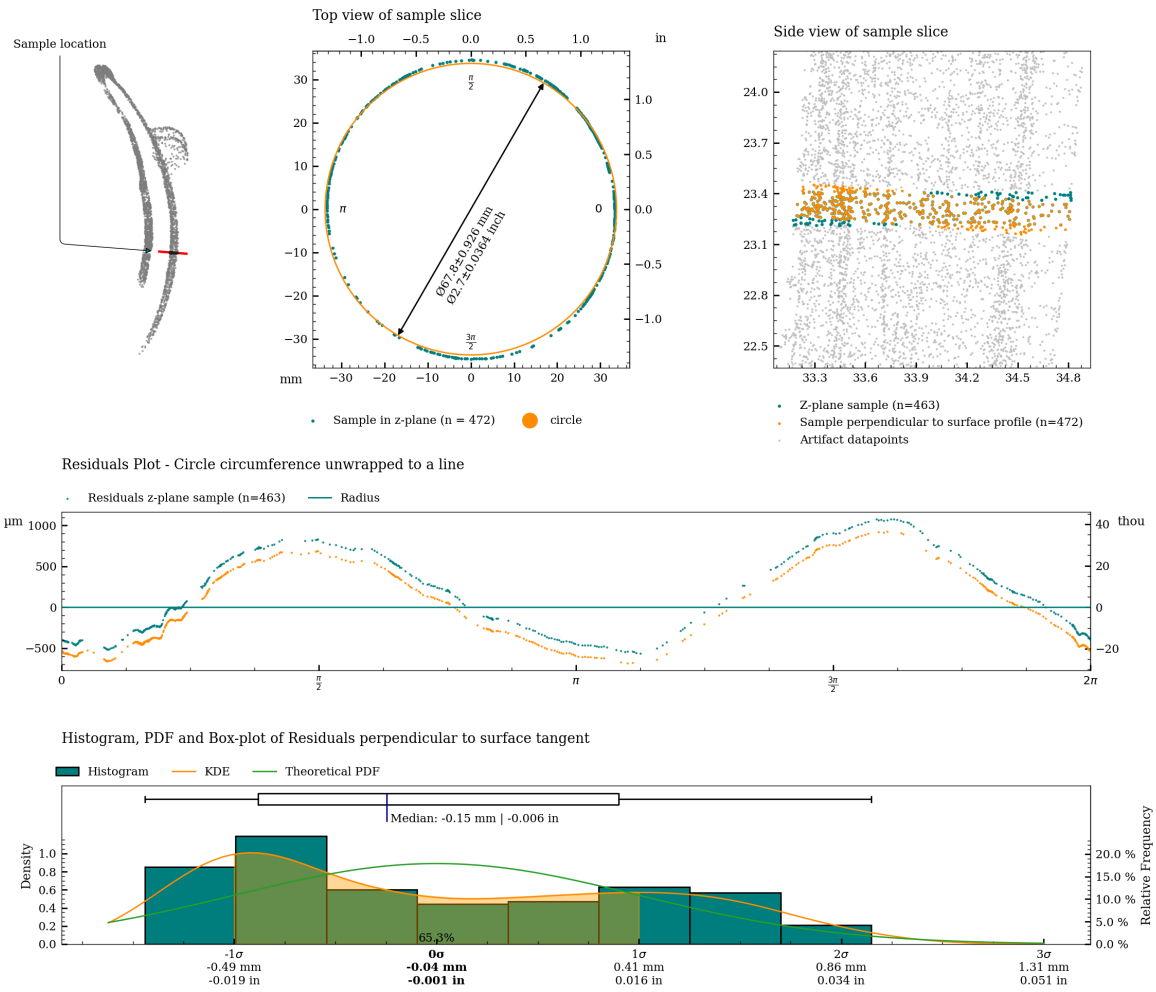 Top view of sample slice
Side view of sample slice
Sample location
−1.0 −0.5 0.0 0.5 1.0 in
30
20
10
0
−10
−20
−30
mm
π/2
π
0
3π/2
Ø67.8±0.926 mm
Ø2.7±0.0364 inch
1.0
0.5
0.0
−0.5
−1.0
−30 −20 −10 0 10 20 30
Sample in z-plane (n = 472) circle
24.0
23.7
23.4
23.1
22.8
22.5
33.3 33.6 33.9 34.2 34.5 34.8
Z-plane sample (n=463)
Sample perpendicular to surface profile (n=472)
Artifact datapoints
Residuals Plot - Circle circumference unwrapped to a line
Residuals z-plane sample (n=463) Radius
µm
1000
500
0
−500
40 thou
20
0
−20
0 π/2 π 3π/2 2π
Histogram, PDF and Box-plot of Residuals perpendicular to surface tangent
Histogram KDE Theoretical PDF
Median: -0.15 mm | -0.006 in
Density
1.0
0.8
0.6
0.4
0.2
0.0
Relative Frequency
20.0 %
15.0 %
10.0 %
5.0 %
0.0 %
65.3%
-1σ 0σ 1σ 2σ 3σ
-0.49 mm -0.04 mm 0.41 mm 0.86 mm 1.31 mm
-0.019 in -0.001 in 0.016 in 0.034 in 0.051 in